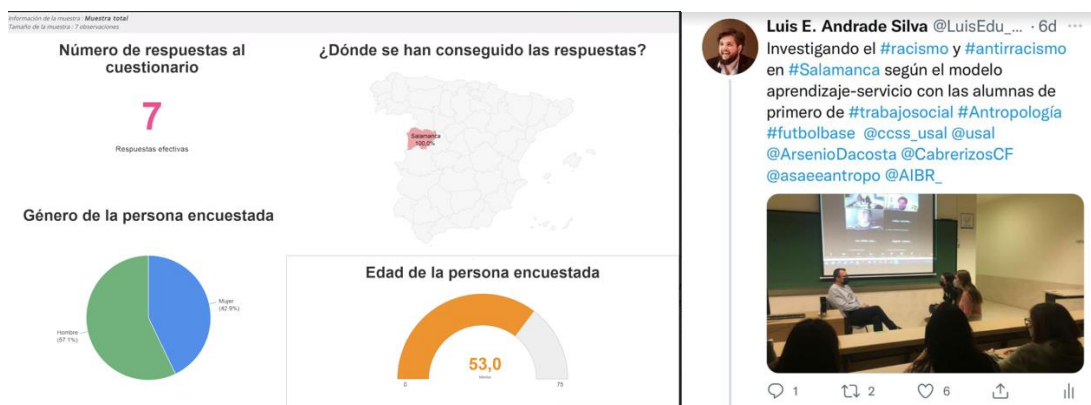 Información de la muestra : Muestra total
Tamaño de la muestra : 7 observaciones
Número de respuestas al
cuestionario
7
Respuestas efectivas
¿Dónde se han conseguido las respuestas?
Salamanca
100.0%
Género de la persona encuestada
Mujer
(42.9%)
Hombre
(57.1%)
Edad de la persona encuestada
53,0
0
75
Luis E. Andrade Silva @LuisEdu_... · 6d ···
Investigando el #racismo y #antirracismo
en #Salamanca según el modelo
aprendizaje-servicio con las alumnas de
primero de #trabajosocial #Antropología
#futbolbase @ccss_usal @usal
@ArsenioDacosta @CabrerizosCF
@asaeeantropo @AIBR_
1
2
6